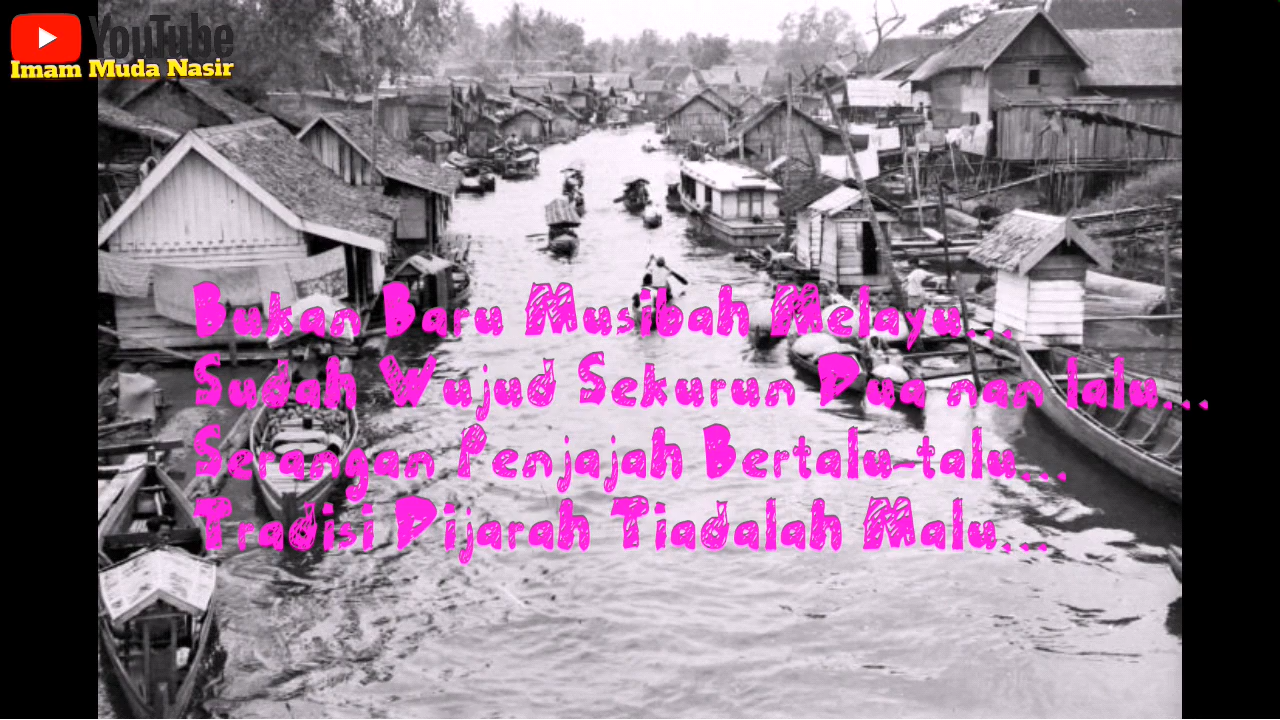 YouTube
Imam Muda Nasir
Bukan Baru Musibah Melayu...
Sudah Wujud Sekurun Dua nan lalu...
Serangan Penjajah Bertalu-talu...
Tradisi Dijarah Tiadalah Malu...